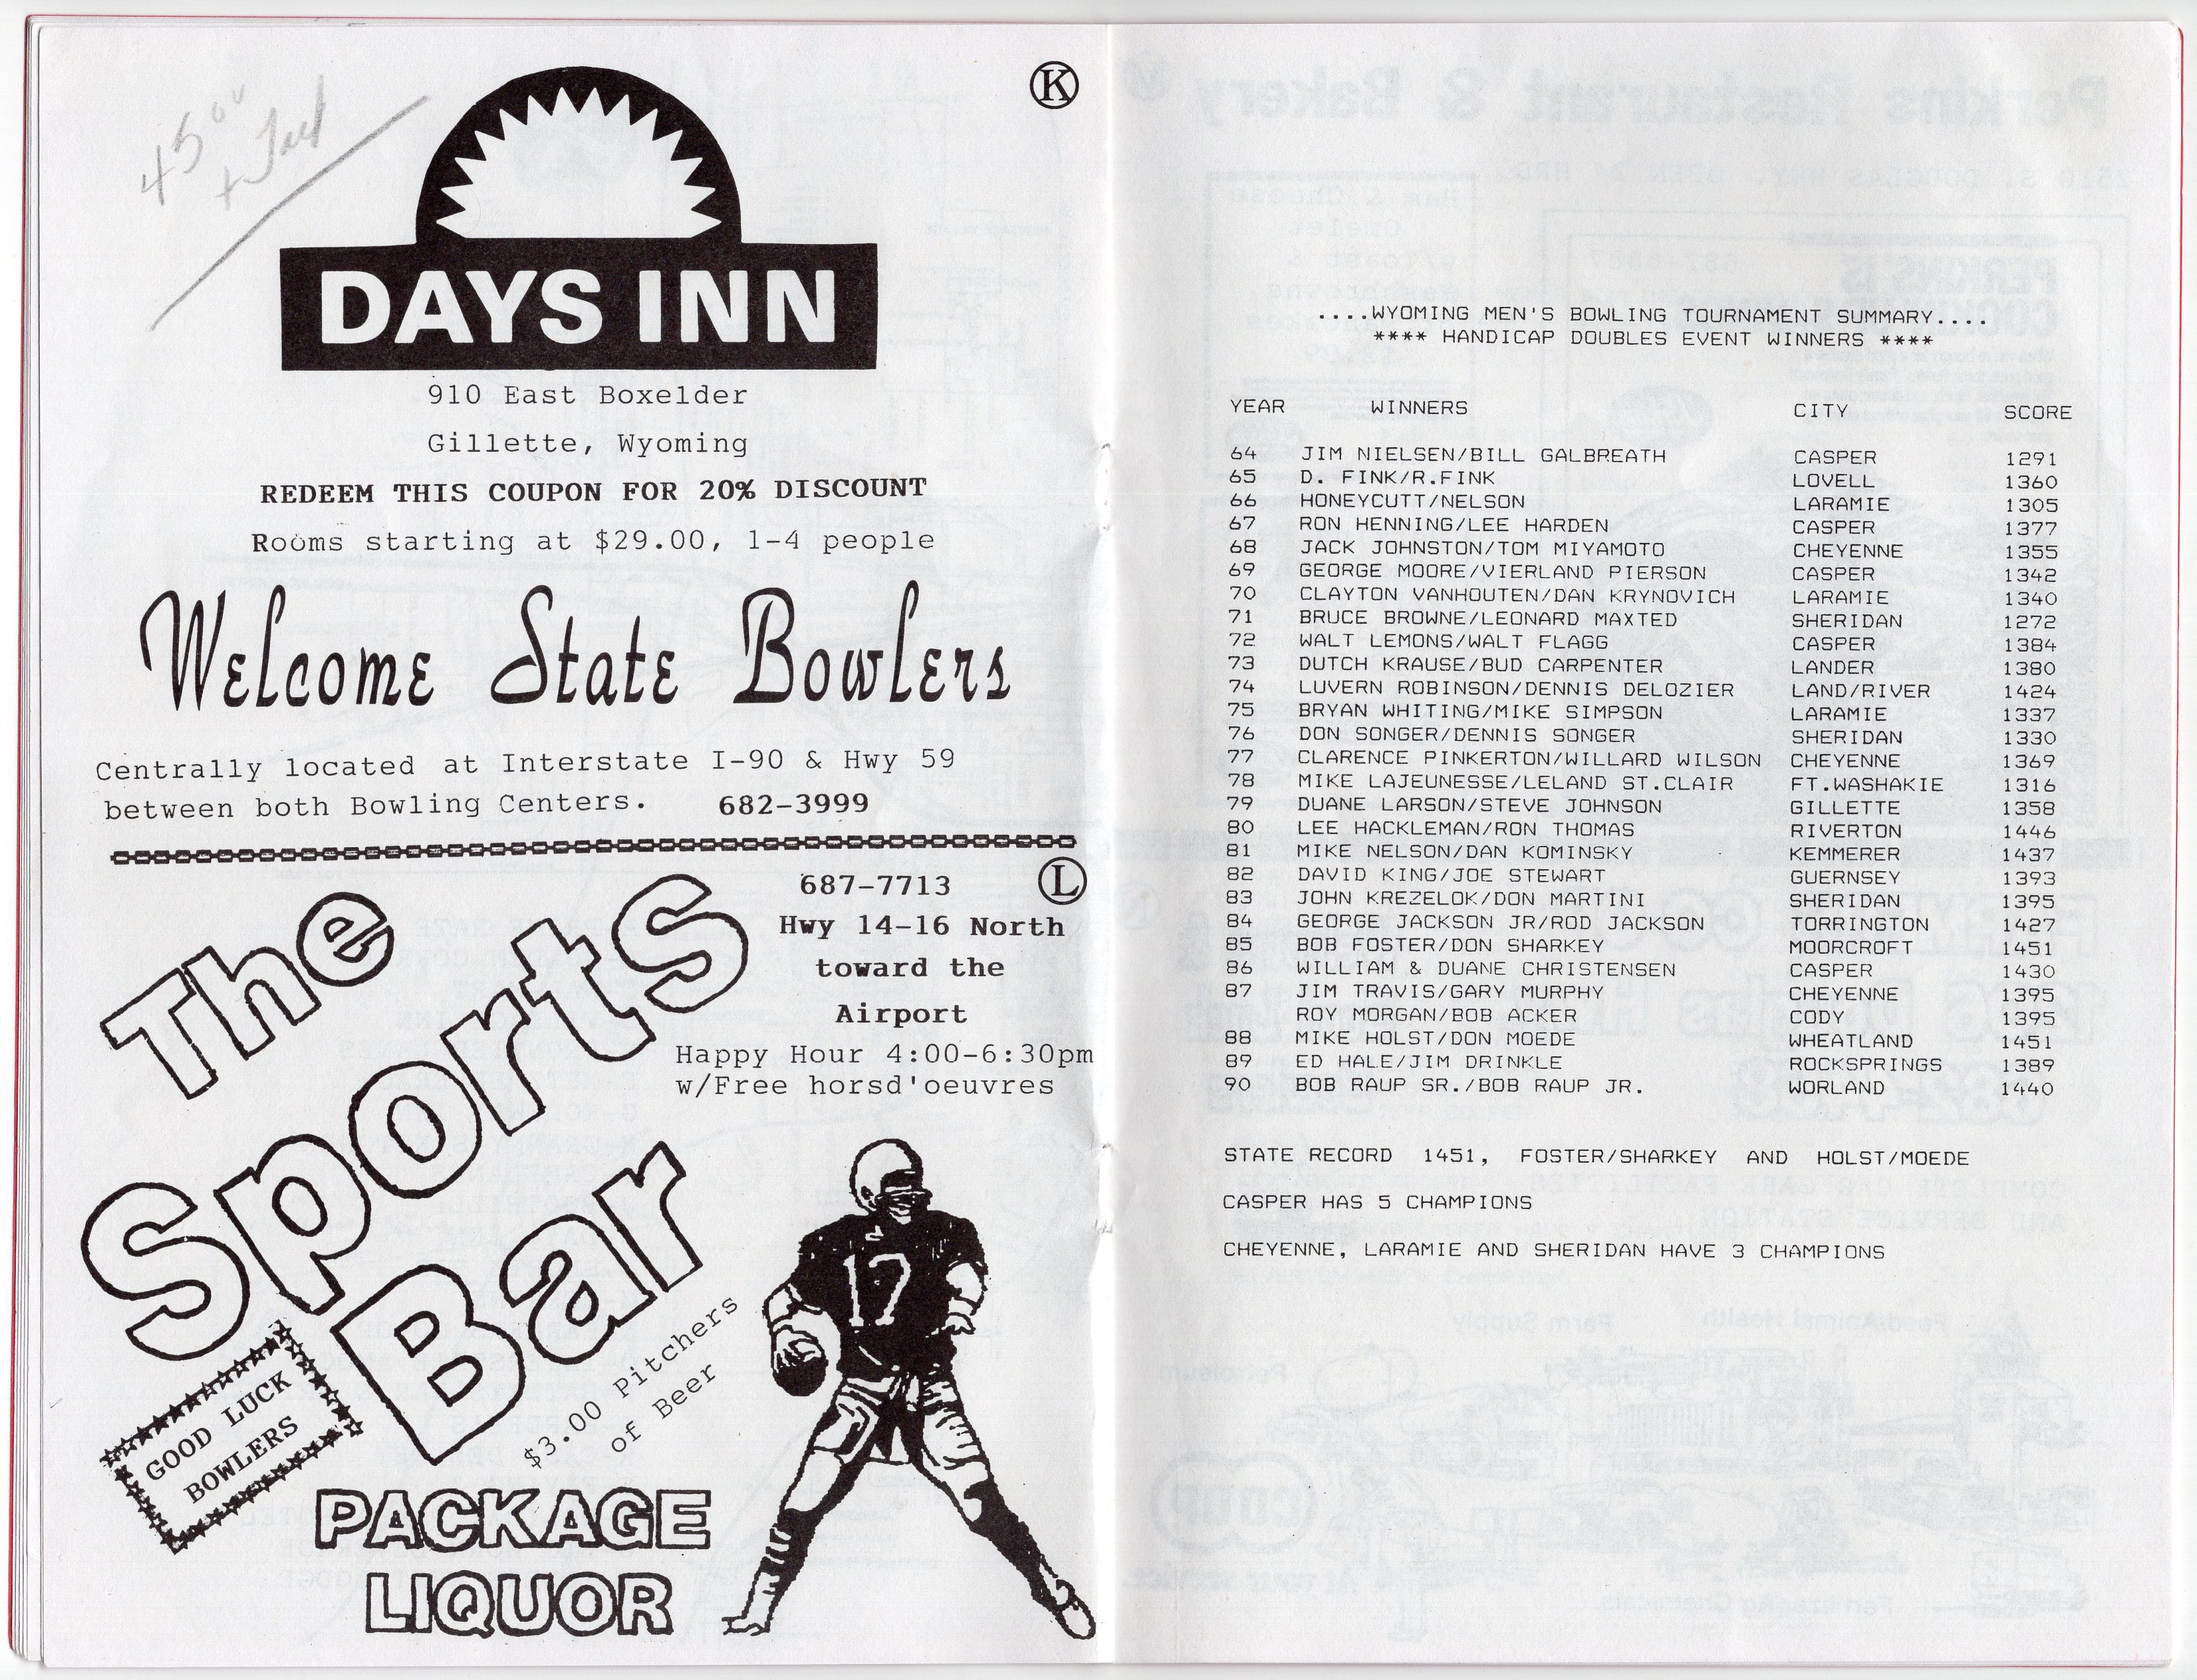 45.00
+ Tax
K
DAYS INN
910 East Boxelder
Gillette, Wyoming
REDEEM THIS COUPON FOR 20% DISCOUNT
Rooms starting at $29.00, 1-4 people
Welcome State Bowlers
Centrally located at Interstate I-90 & Hwy 59
between both Bowling Centers. 682-3999
L
687-7713
Hwy 14-16 North
toward the
Airport
Happy Hour 4:00-6:30pm
w/Free horsd'oeuvres
The
Sports
Bar
17
$3.00 Pitchers
of Beer
GOOD LUCK
BOWLERS
PACKAGE
LIQUOR
....WYOMING MEN'S BOWLING TOURNAMENT SUMMARY....
**** HANDICAP DOUBLES EVENT WINNERS ****
YEAR WINNERS CITY SCORE
64 JIM NIELSEN/BILL GALBREATH CASPER 1291
65 D. FINK/R.FINK LOVELL 1360
66 HONEYCUTT/NELSON LARAMIE 1305
67 RON HENNING/LEE HARDEN CASPER 1377
68 JACK JOHNSTON/TOM MIYAMOTO CHEYENNE 1355
69 GEORGE MOORE/VIERLAND PIERSON CASPER 1342
70 CLAYTON VANHOUTEN/DAN KRYNOVICH LARAMIE 1340
71 BRUCE BROWNE/LEONARD MAXTED SHERIDAN 1272
72 WALT LEMONS/WALT FLAGG CASPER 1384
73 DUTCH KRAUSE/BUD CARPENTER LANDER 1380
74 LUVERN ROBINSON/DENNIS DELOZIER LAND/RIVER 1424
75 BRYAN WHITING/MIKE SIMPSON LARAMIE 1337
76 DON SONGER/DENNIS SONGER SHERIDAN 1330
77 CLARENCE PINKERTON/WILLARD WILSON CHEYENNE 1369
78 MIKE LAJEUNESSE/LELAND ST.CLAIR FT.WASHAKIE 1316
79 DUANE LARSON/STEVE JOHNSON GILLETTE 1358
80 LEE HACKLEMAN/RON THOMAS RIVERTON 1446
81 MIKE NELSON/DAN KOMINSKY KEMMERER 1437
82 DAVID KING/JOE STEWART GUERNSEY 1393
83 JOHN KREZELOK/DON MARTINI SHERIDAN 1395
84 GEORGE JACKSON JR/ROD JACKSON TORRINGTON 1427
85 BOB FOSTER/DON SHARKEY MOORCROFT 1451
86 WILLIAM & DUANE CHRISTENSEN CASPER 1430
87 JIM TRAVIS/GARY MURPHY CHEYENNE 1395
ROY MORGAN/BOB ACKER CODY 1395
88 MIKE HOLST/DON MOEDE WHEATLAND 1451
89 ED HALE/JIM DRINKLE ROCKSPRINGS 1389
90 BOB RAUP SR./BOB RAUP JR. WORLAND 1440
STATE RECORD 1451, FOSTER/SHARKEY AND HOLST/MOEDE
CASPER HAS 5 CHAMPIONS
CHEYENNE, LARAMIE AND SHERIDAN HAVE 3 CHAMPIONS